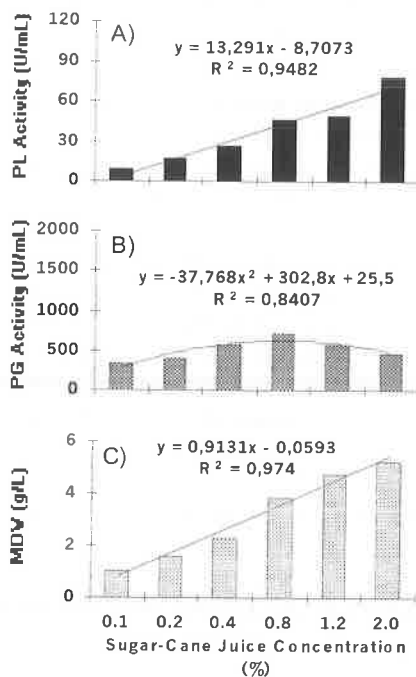 A)
y = 13,291x - 8,7073
R² = 0,9482
PL Activity (U/mL)
120
90
60
30
0
B)
y = -37,768x² + 302,8x + 25,5
R² = 0,8407
PG Activity (U/mL)
2000
1500
1000
500
0
C)
y = 0,9131x - 0,0593
R² = 0,974
MDW (g/L)
6
4
2
0
0.1 0.2 0.4 0.8 1.2 2.0
Sugar-Cane Juice Concentration
(%)